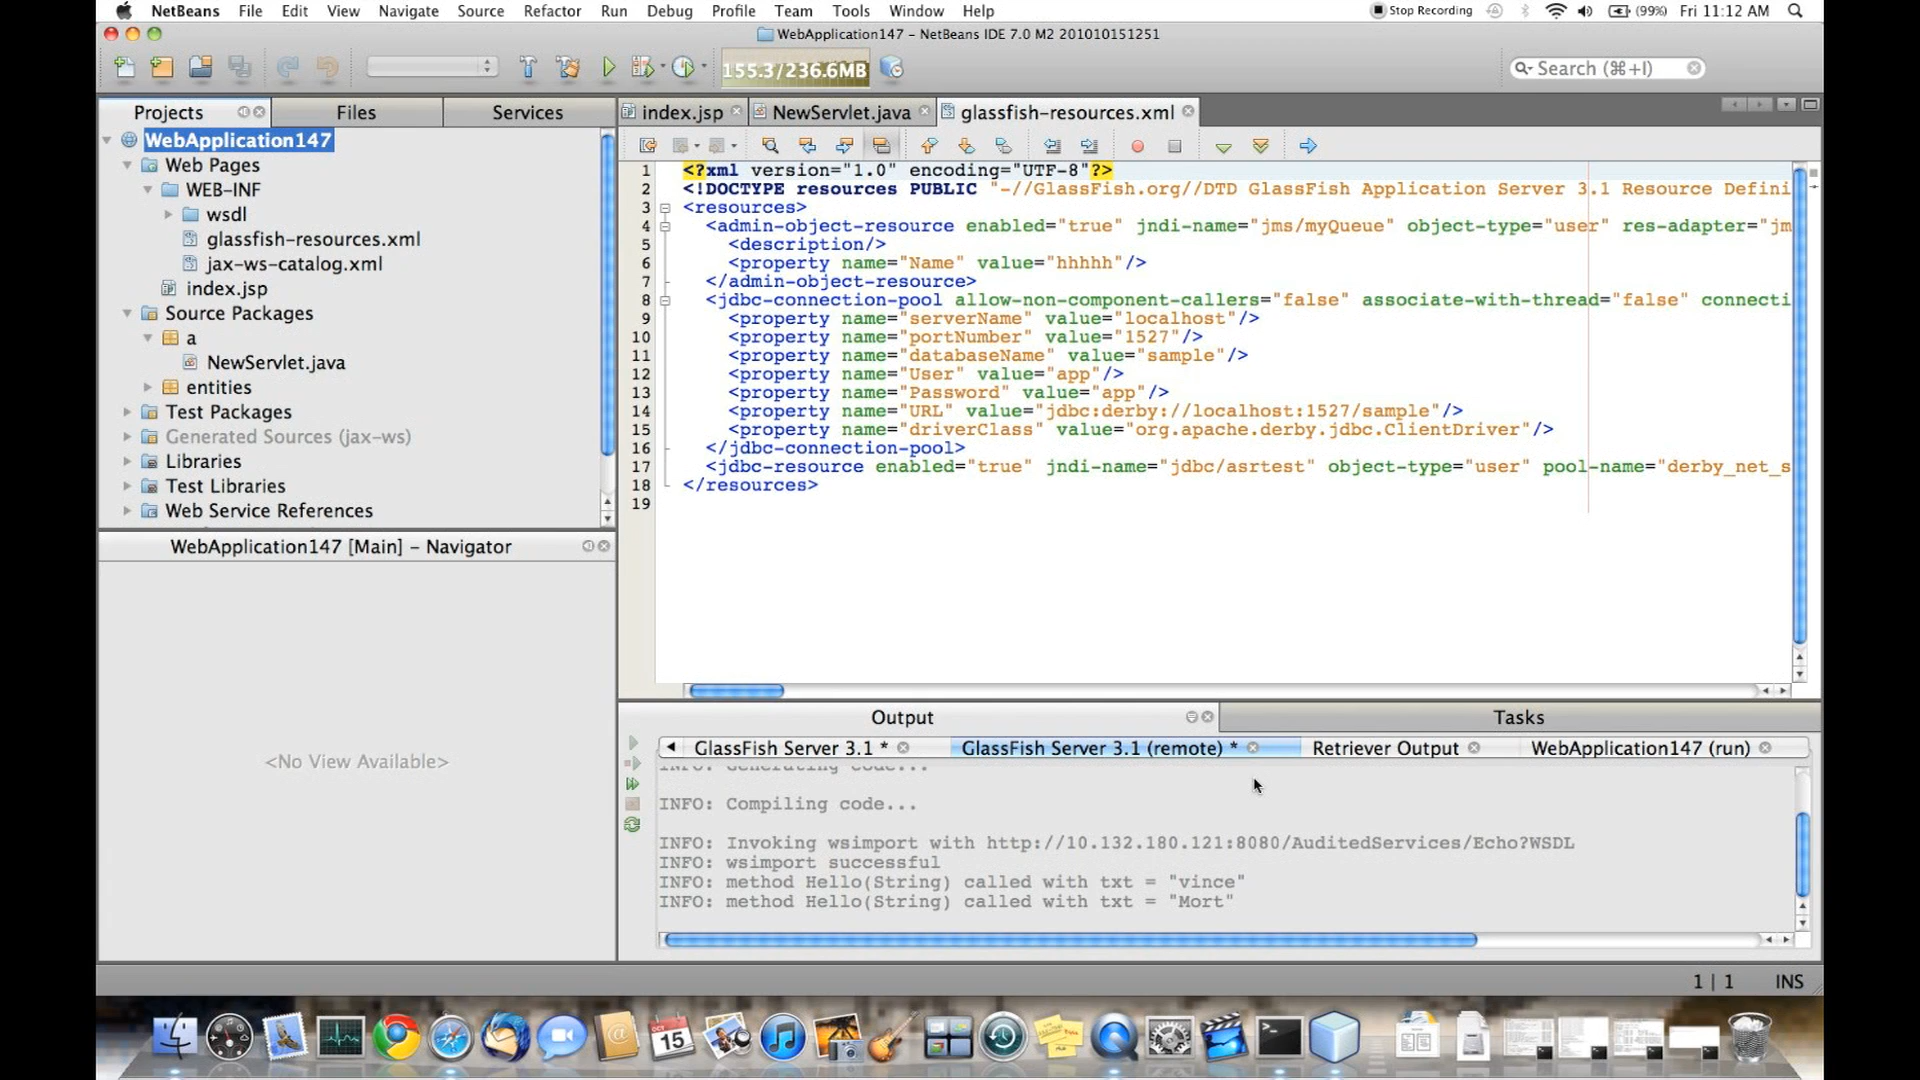 NetBeans File Edit View Navigate Source Refactor Run Debug Profile Team Tools Window Help Stop Recording (99%) Fri 11:12 AM
WebApplication147 – NetBeans IDE 7.0 M2 201010151251
155.3/236.6MB
Search (⌘+I)
Projects Files Services
index.jsp NewServlet.java glassfish-resources.xml
WebApplication147
Web Pages
WEB-INF
wsdl
glassfish-resources.xml
jax-ws-catalog.xml
index.jsp
Source Packages
a
NewServlet.java
entities
Test Packages
Generated Sources (jax-ws)
Libraries
Test Libraries
Web Service References
1 <?xml version="1.0" encoding="UTF-8"?>
2 <!DOCTYPE resources PUBLIC "-//GlassFish.org//DTD GlassFish Application Server 3.1 Resource Defini
3 <resources>
4 <admin-object-resource enabled="true" jndi-name="jms/myQueue" object-type="user" res-adapter="jm
5 <description/>
6 <property name="Name" value="hhhhh"/>
7 </admin-object-resource>
8 <jdbc-connection-pool allow-non-component-callers="false" associate-with-thread="false" connecti
9 <property name="serverName" value="localhost"/>
10 <property name="portNumber" value="1527"/>
11 <property name="databaseName" value="sample"/>
12 <property name="User" value="app"/>
13 <property name="Password" value="app"/>
14 <property name="URL" value="jdbc:derby://localhost:1527/sample"/>
15 <property name="driverClass" value="org.apache.derby.jdbc.ClientDriver"/>
16 </jdbc-connection-pool>
17 <jdbc-resource enabled="true" jndi-name="jdbc/asrtest" object-type="user" pool-name="derby_net_s
18 </resources>
19
WebApplication147 [Main] – Navigator
<No View Available>
Output Tasks
GlassFish Server 3.1 * GlassFish Server 3.1 (remote) * Retriever Output WebApplication147 (run)
INFO: Generating code...
INFO: Compiling code...
INFO: Invoking wsimport with http://10.132.180.121:8080/AuditedServices/Echo?WSDL
INFO: wsimport successful
INFO: method Hello(String) called with txt = "vince"
INFO: method Hello(String) called with txt = "Mort"
1 | 1 INS
OCT
15